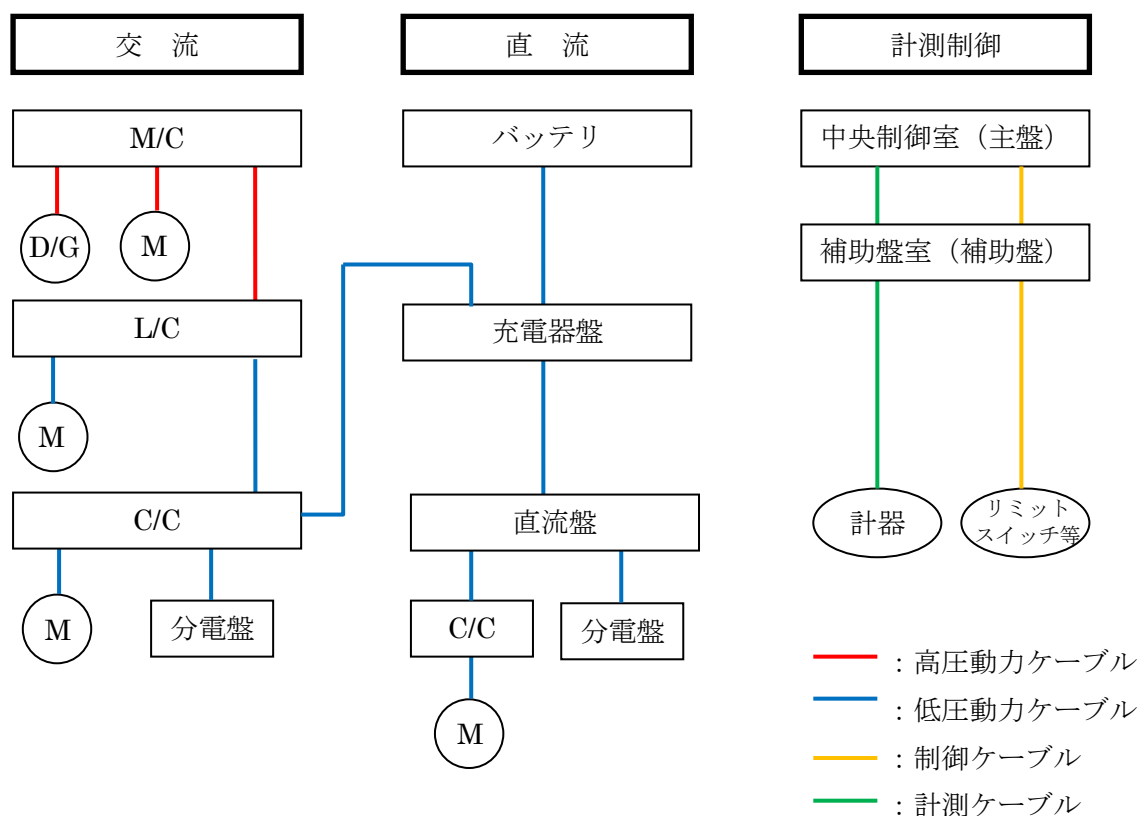 交 流
直 流
計測制御
M/C
バッテリ
中央制御室（主盤）
D/G
M
補助盤室（補助盤）
L/C
充電器盤
M
C/C
直流盤
計器
リミット
スイッチ等
M
分電盤
C/C
分電盤
M
：高圧動力ケーブル
：低圧動力ケーブル
：制御ケーブル
：計測ケーブル